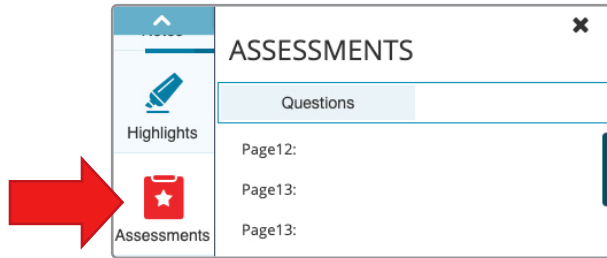 ASSESSMENTS
Questions
Highlights
Page12:
Page13:
Assessments
Page13: